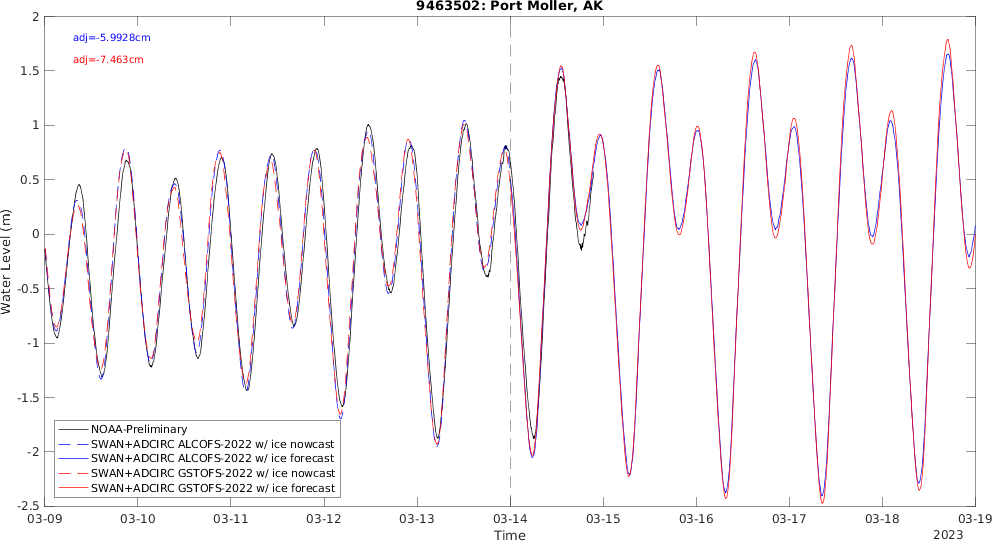 9463502: Port Moller, AK
adj=-5.9928cm
adj=-7.463cm
Water Level (m)
2
1.5
1
0.5
0
-0.5
-1
-1.5
-2
-2.5
NOAA-Preliminary
SWAN+ADCIRC ALCOFS-2022 w/ ice nowcast
SWAN+ADCIRC ALCOFS-2022 w/ ice forecast
SWAN+ADCIRC GSTOFS-2022 w/ ice nowcast
SWAN+ADCIRC GSTOFS-2022 w/ ice forecast
03-09 03-10 03-11 03-12 03-13 03-14 03-15 03-16 03-17 03-18 03-19
Time
2023